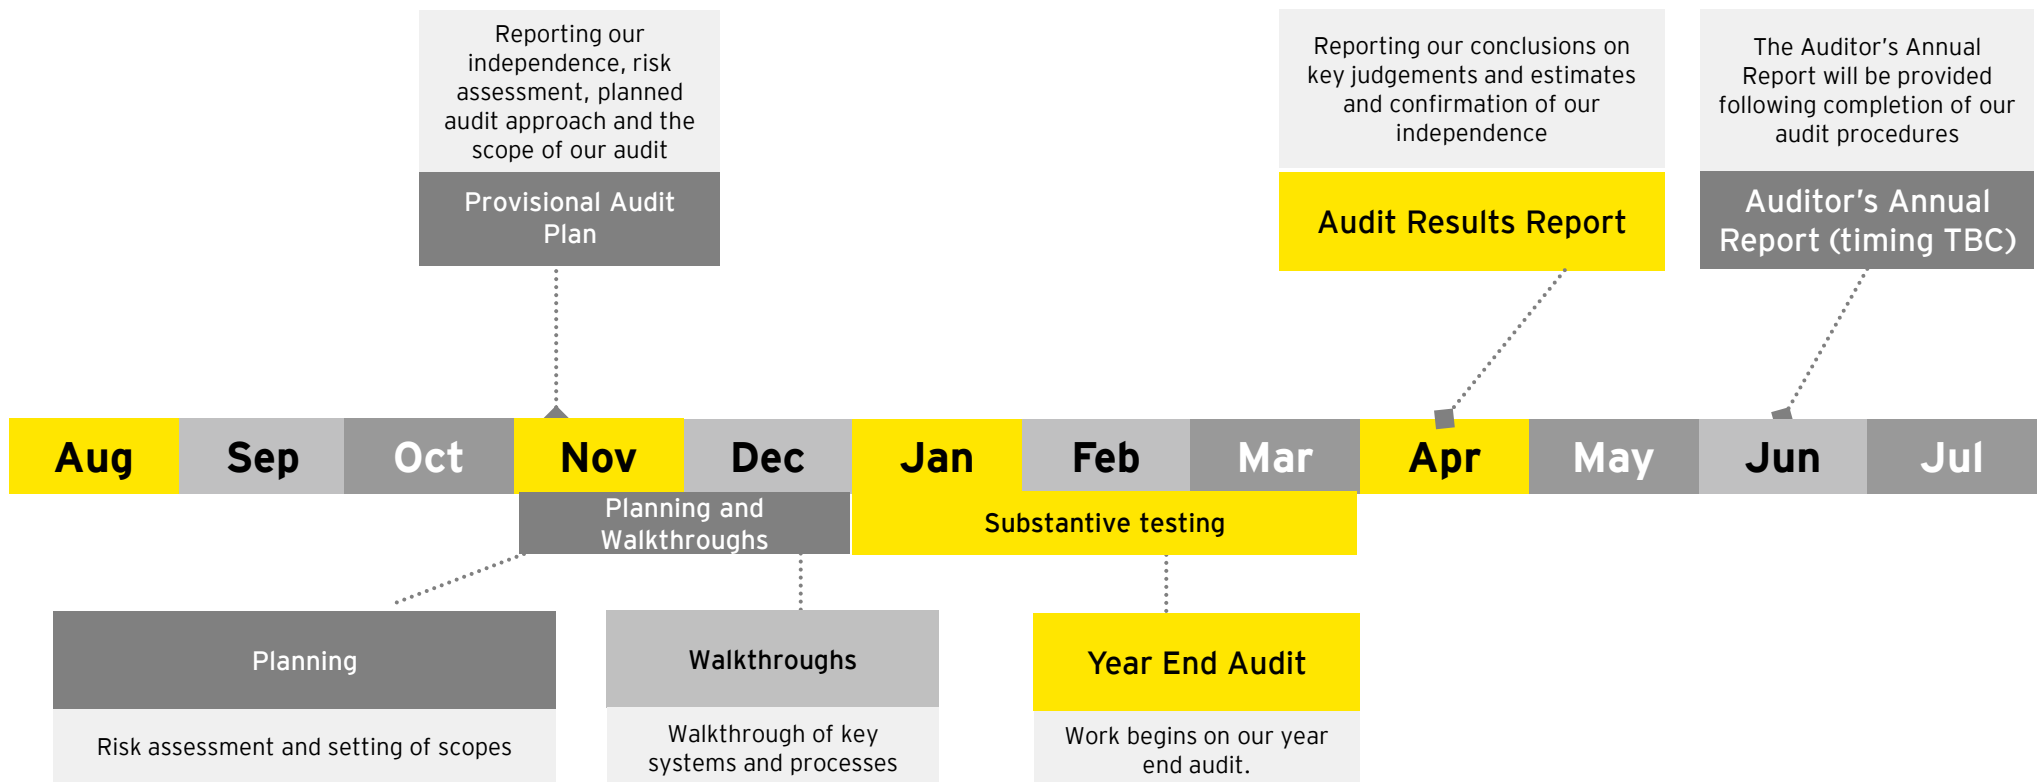 Reporting our
independence, risk
assessment, planned
audit approach and the
scope of our audit
Provisional Audit
Plan
Reporting our conclusions on
key judgements and estimates
and confirmation of our
independence
Audit Results Report
The Auditor’s Annual
Report will be provided
following completion of our
audit procedures
Auditor’s Annual
Report (timing TBC)
Aug Sep Oct Nov Dec Jan Feb Mar Apr May Jun Jul
Planning and
Walkthroughs
Substantive testing
Planning
Risk assessment and setting of scopes
Walkthroughs
Walkthrough of key
systems and processes
Year End Audit
Work begins on our year
end audit.